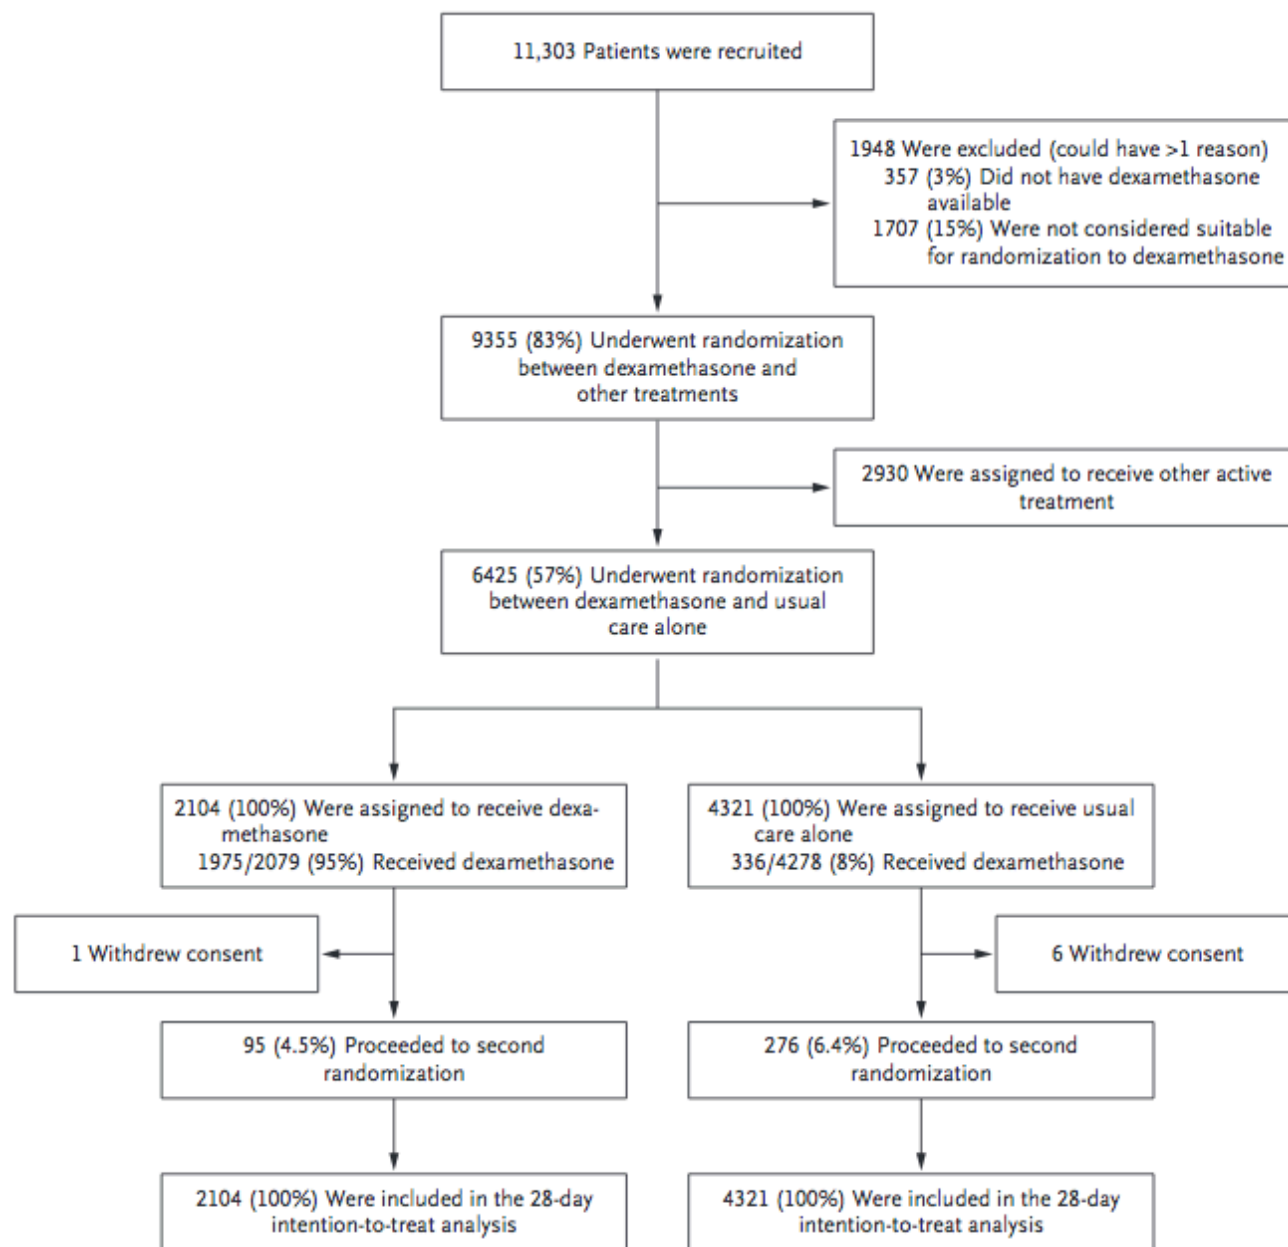 11,303 Patients were recruited
1948 Were excluded (could have >1 reason)
357 (3%) Did not have dexamethasone
available
1707 (15%) Were not considered suitable
for randomization to dexamethasone
9355 (83%) Underwent randomization
between dexamethasone and
other treatments
2930 Were assigned to receive other active
treatment
6425 (57%) Underwent randomization
between dexamethasone and usual
care alone
2104 (100%) Were assigned to receive dexa-
methasone
1975/2079 (95%) Received dexamethasone
4321 (100%) Were assigned to receive usual
care alone
336/4278 (8%) Received dexamethasone
1 Withdrew consent
6 Withdrew consent
95 (4.5%) Proceeded to second
randomization
276 (6.4%) Proceeded to second
randomization
2104 (100%) Were included in the 28-day
intention-to-treat analysis
4321 (100%) Were included in the 28-day
intention-to-treat analysis